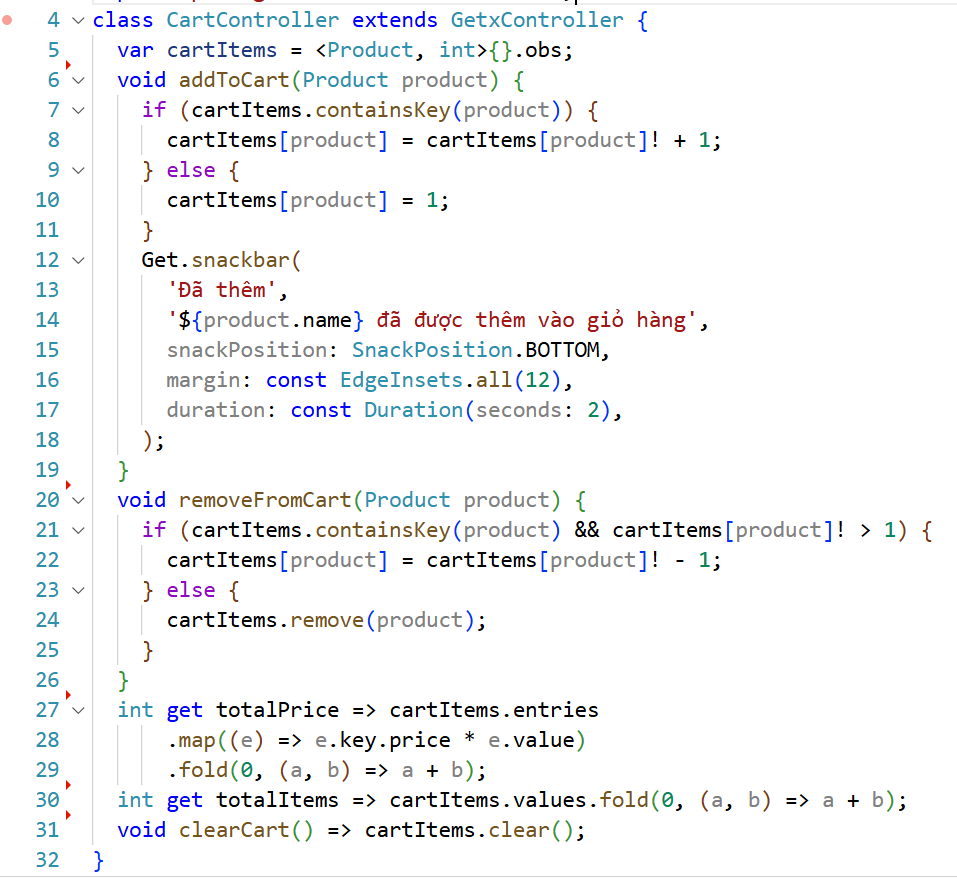 4 class CartController extends GetxController {
5 var cartItems = <Product, int>{}.obs;
6 void addToCart(Product product) {
7 if (cartItems.containsKey(product)) {
8 cartItems[product] = cartItems[product]! + 1;
9 } else {
10 cartItems[product] = 1;
11 }
12 Get.snackbar(
13 'Đã thêm',
14 '${product.name} đã được thêm vào giỏ hàng',
15 snackPosition: SnackPosition.BOTTOM,
16 margin: const EdgeInsets.all(12),
17 duration: const Duration(seconds: 2),
18 );
19 }
20 void removeFromCart(Product product) {
21 if (cartItems.containsKey(product) && cartItems[product]! > 1) {
22 cartItems[product] = cartItems[product]! - 1;
23 } else {
24 cartItems.remove(product);
25 }
26 }
27 int get totalPrice => cartItems.entries
28 .map((e) => e.key.price * e.value)
29 .fold(0, (a, b) => a + b);
30 int get totalItems => cartItems.values.fold(0, (a, b) => a + b);
31 void clearCart() => cartItems.clear();
32 }